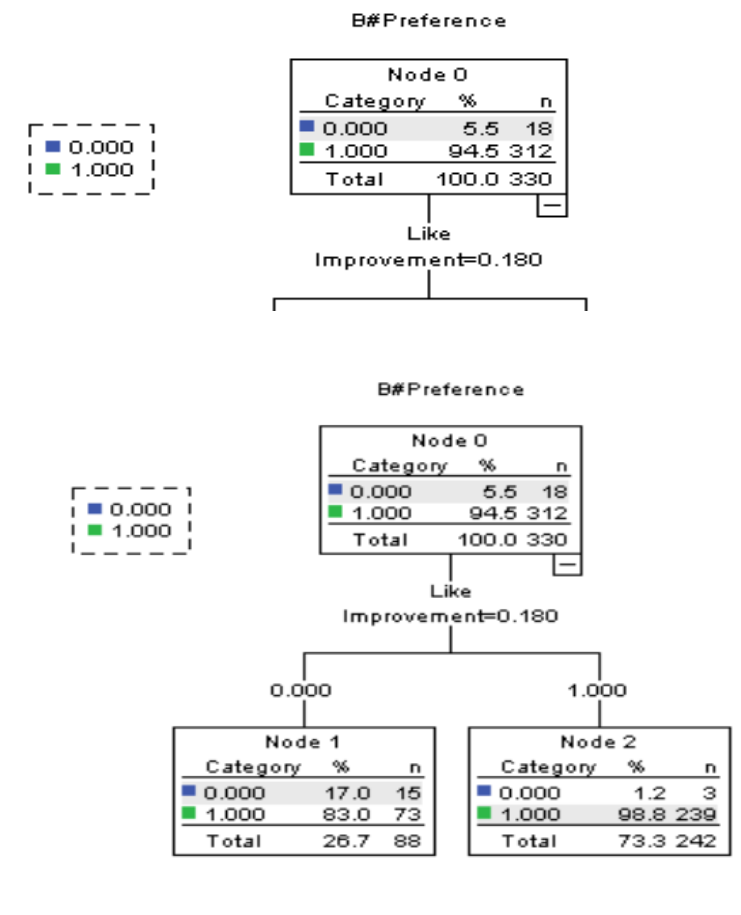 B#Preference
Node 0
Category % n
0.000 5.5 18
1.000 94.5 312
Total 100.0 330
0.000
1.000
Like
Improvement=0.180
B#Preference
Node 0
Category % n
0.000 5.5 18
1.000 94.5 312
Total 100.0 330
0.000
1.000
Like
Improvement=0.180
0.000 1.000
Node 1
Category % n
0.000 17.0 15
1.000 83.0 73
Total 26.7 88
Node 2
Category % n
0.000 1.2 3
1.000 98.8 239
Total 73.3 242